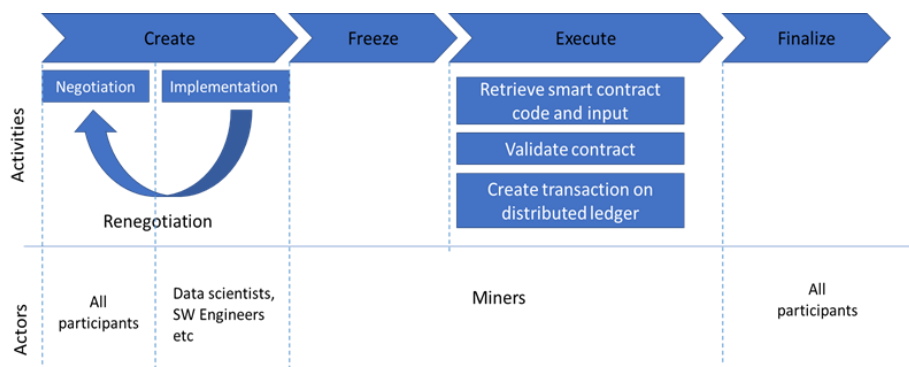 Create
Freeze
Execute
Finalize
Activities
Negotiation
Implementation
Renegotiation
Retrieve smart contract
code and input
Validate contract
Create transaction on
distributed ledger
Actors
All
participants
Data scientists,
SW Engineers
etc
Miners
All
participants